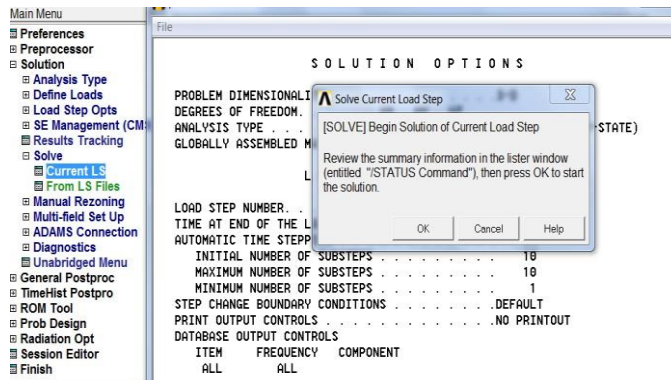 Main Menu
Preferences
Preprocessor
Solution
Analysis Type
Define Loads
Load Step Opts
SE Management (CM
Results Tracking
Solve
Current LS
From LS Files
Manual Rezoning
Multi-field Set Up
ADAMS Connection
Diagnostics
Unabridged Menu
General Postproc
TimeHist Postpro
ROM Tool
Prob Design
Radiation Opt
Session Editor
Finish
File
SOLUTION OPTIONS
PROBLEM DIMENSIONALI
DEGREES OF FREEDOM.
ANALYSIS TYPE . . . -STATE)
GLOBALLY ASSEMBLED M
L
LOAD STEP NUMBER. .
TIME AT END OF THE L
AUTOMATIC TIME STEPP
INITIAL NUMBER OF SUBSTEPS . . . . . . . . . 10
MAXIMUM NUMBER OF SUBSTEPS . . . . . . . . . 10
MINIMUM NUMBER OF SUBSTEPS . . . . . . . . . 1
STEP CHANGE BOUNDARY CONDITIONS . . . . . . . .DEFAULT
PRINT OUTPUT CONTROLS . . . . . . . . . . . . .NO PRINTOUT
DATABASE OUTPUT CONTROLS
ITEM FREQUENCY COMPONENT
ALL ALL
Solve Current Load Step
[SOLVE] Begin Solution of Current Load Step
Review the summary information in the lister window
(entitled "/STATUS Command"), then press OK to start
the solution.
OK Cancel Help